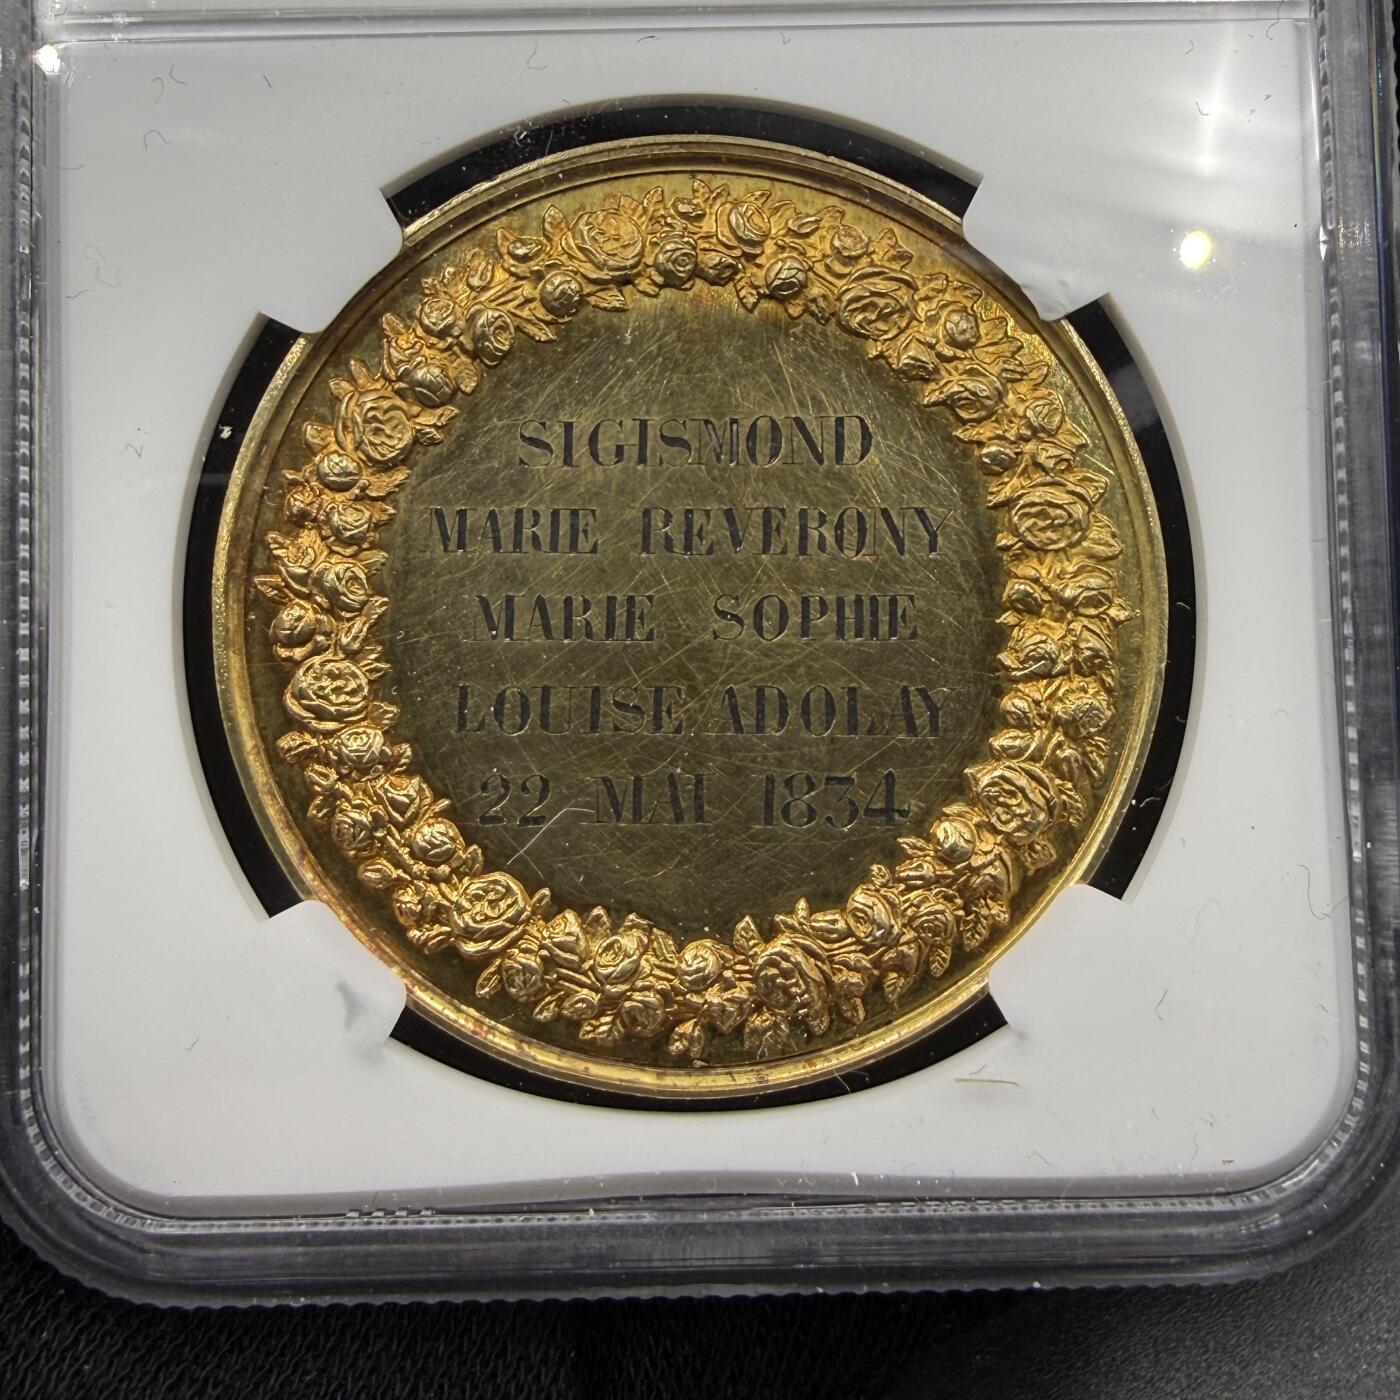 SIGISMOND
MARIE REVERONY
MARIE SOPHIE
LOUISE ADOLAY
22 MAI 1834